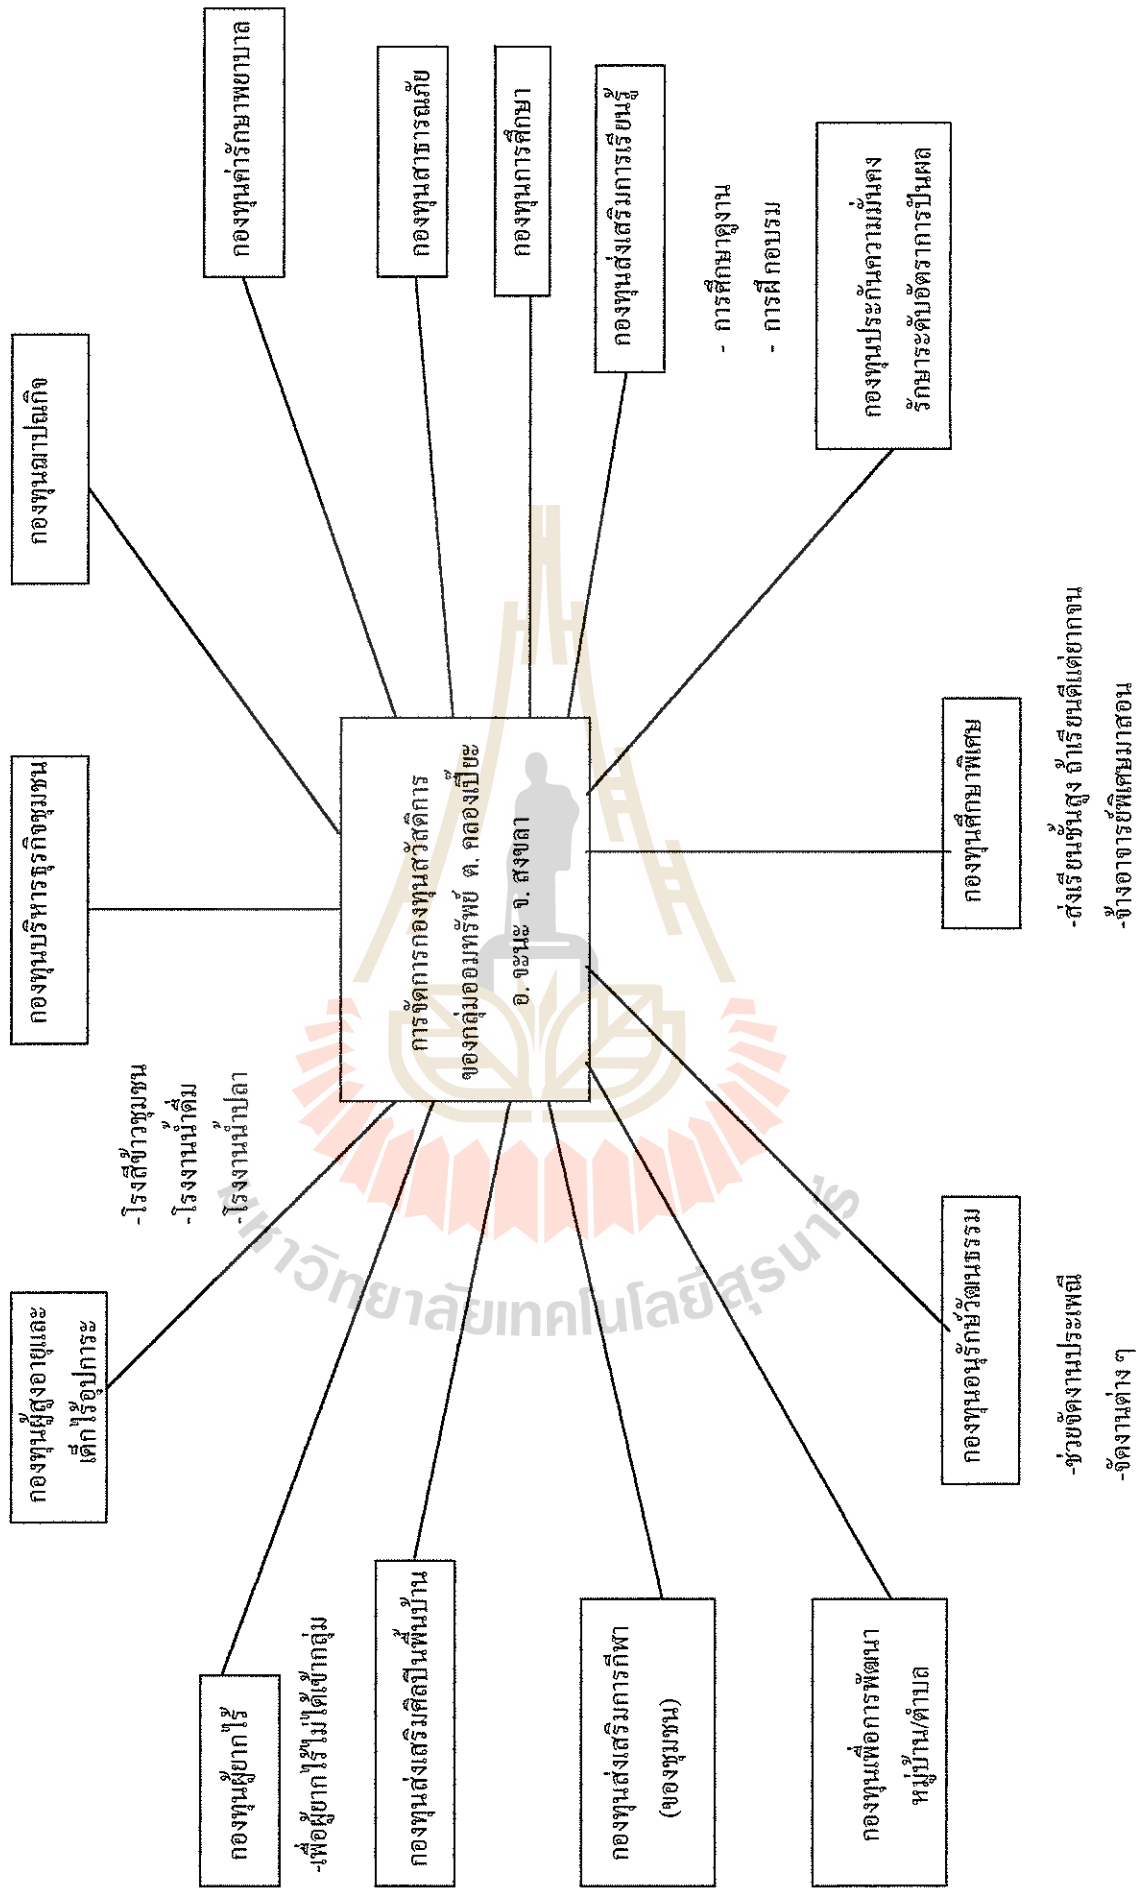 กองทุนผู้สูงอายุและ
เด็กไร้อุปการะ
กองทุนบริหารธุรกิจชุมชน
-โรงสีข้าวชุมชน
-โรงงานน้ำดื่ม
-โรงงานน้ำปลา
กองทุนฌาปณกิจ
กองทุนผู้ยากไร้
-เพื่อผู้ยากไร้ไม่ได้เข้ากลุ่ม
กองทุนค่ารักษาพยาบาล
กองทุนส่งเสริมศิลปินพื้นบ้าน
การจัดการกองทุนสวัสดิการ
ของกลุ่มออมทรัพย์ ต. คลองเปียะ
อ. จะนะ จ. สงขลา
กองทุนสาธารณภัย
กองทุนการศึกษา
กองทุนส่งเสริมการกีฬา
(ของชุมชน)
กองทุนส่งเสริมการเรียนรู้
- การศึกษาดูงาน
- การฝึกอบรม
กองทุนเพื่อการพัฒนา
หมู่บ้าน/ตำบล
กองทุนประกันความมั่นคง
รักษาระดับอัตราการปันผล
กองทุนอนุรักษ์วัฒนธรรม
-ช่วยจัดงานประเพณี
-จัดงานต่าง ๆ
กองทุนศึกษาพิเศษ
-ส่งเรียนชั้นสูง ถ้าเรียนดีแต่ยากจน
-จ้างอาจารย์พิเศษมาสอน
มหาวิทยาลัยเทคโนโลยีสุรนารี